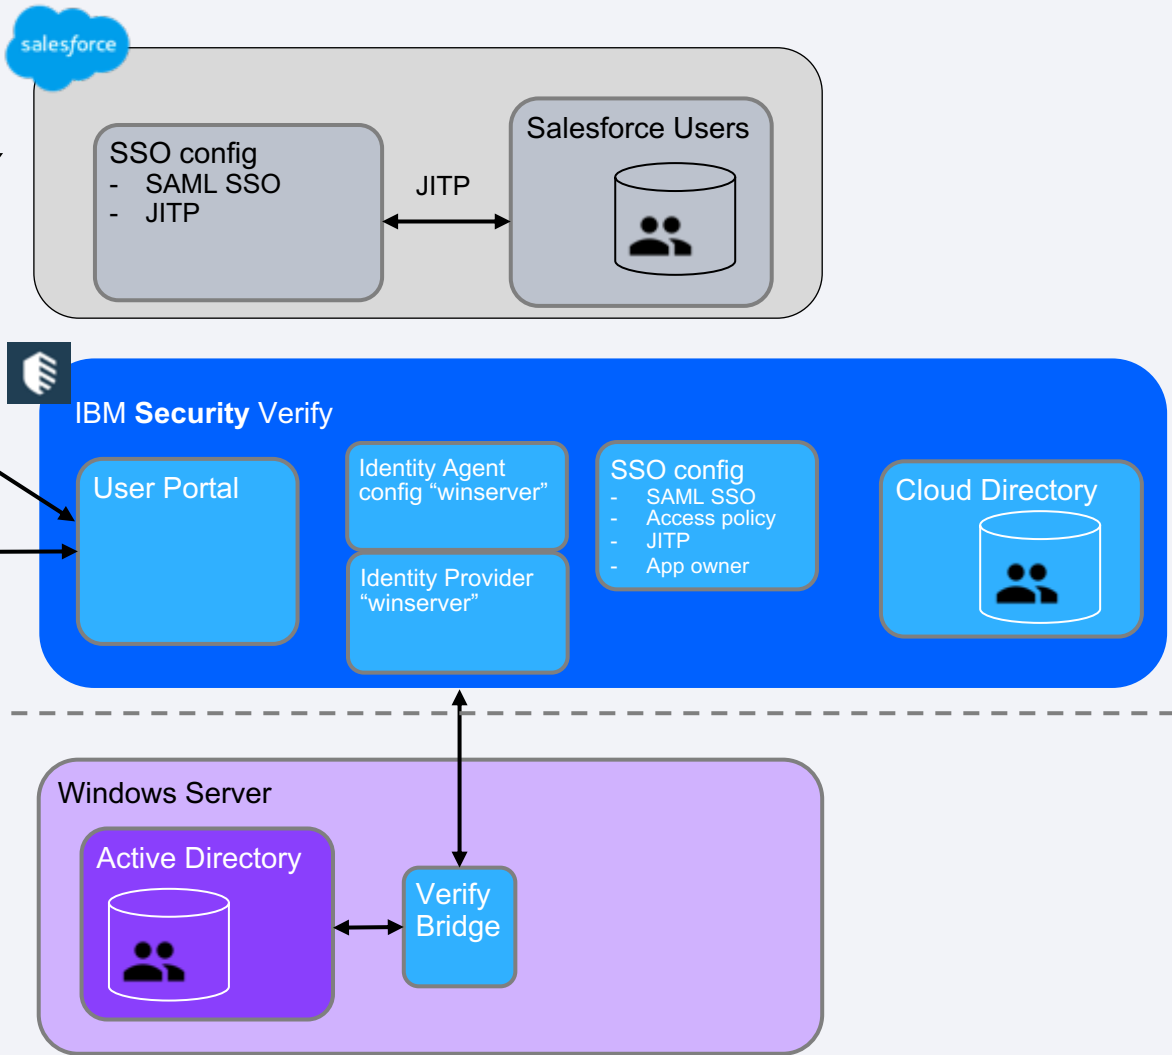 salesforce
SSO config
- SAML SSO
- JITP
JITP
Salesforce Users
IBM Security Verify
User Portal
Identity Agent
config “winserver”
Identity Provider
“winserver”
SSO config
- SAML SSO
- Access policy
- JITP
- App owner
Cloud Directory
Windows Server
Active Directory
Verify
Bridge